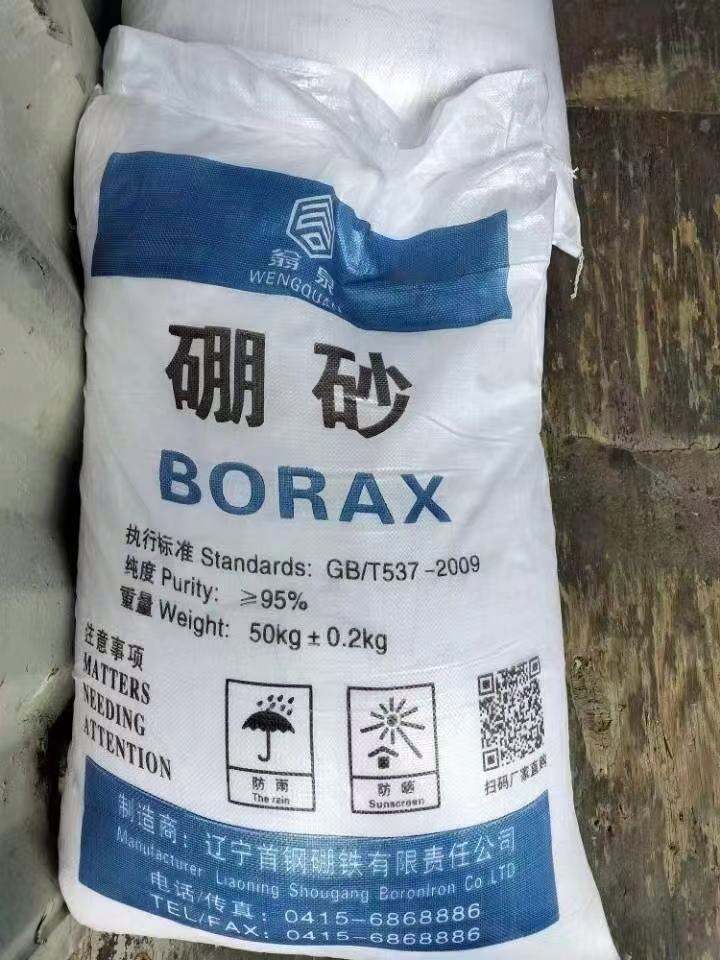 翁泉
WENGQUAN
硼砂
BORAX
执行标准 Standards: GB/T537-2009
纯度 Purity: ≥95%
重量 Weight: 50kg±0.2kg
注意事项
MATTERS
NEEDING
ATTENTION
防雨
The rain
防晒
Sunscreen
扫码厂家直购
制造商：辽宁首钢硼铁有限责任公司
Manufacturer Liaoning Shougang Boroniron Co LTD
电话/传真：0415-6868886
TEL/FAX: 0415-6868886